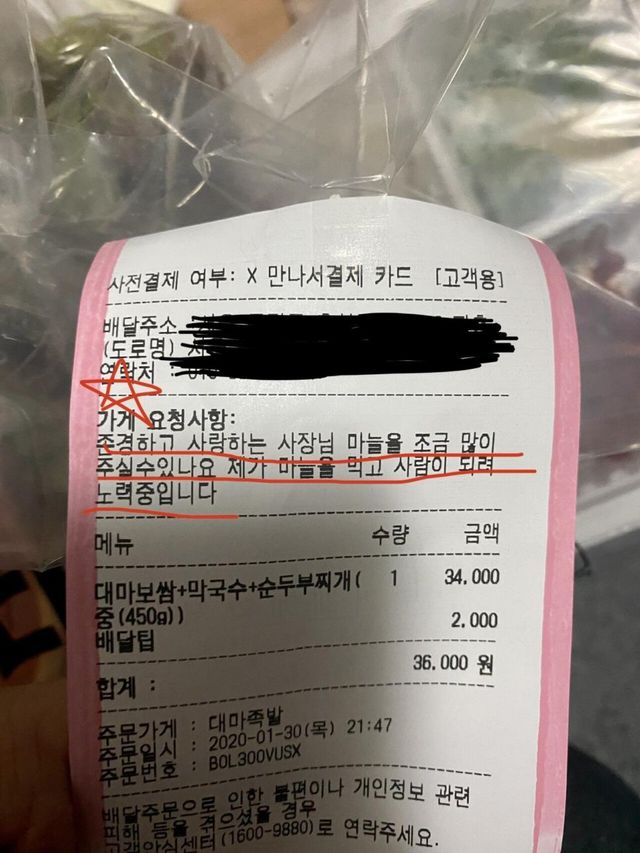 사전결제 여부: X 만나서결제 카드 [고객용]
배달주소
(도로명)
연락처 :
가게 요청사항:
존경하고 사랑하는 사장님 마늘을 조금 많이
주실수있나요 제가 마늘을 먹고 사람이 되려
노력중입니다
메뉴 수량 금액
대마보쌈+막국수+순두부찌개( 1 34,000
중(450g))
배달팁 2,000
합계 : 36,000 원
주문가게 : 대마족발
주문일시 : 2020-01-30(목) 21:47
주문번호 : B0L300VUSX
배달주문으로 인한 불편이나 개인정보 관련
피해 등을 겪으셨을 경우
고객안심센터(1600-9880)로 연락주세요.